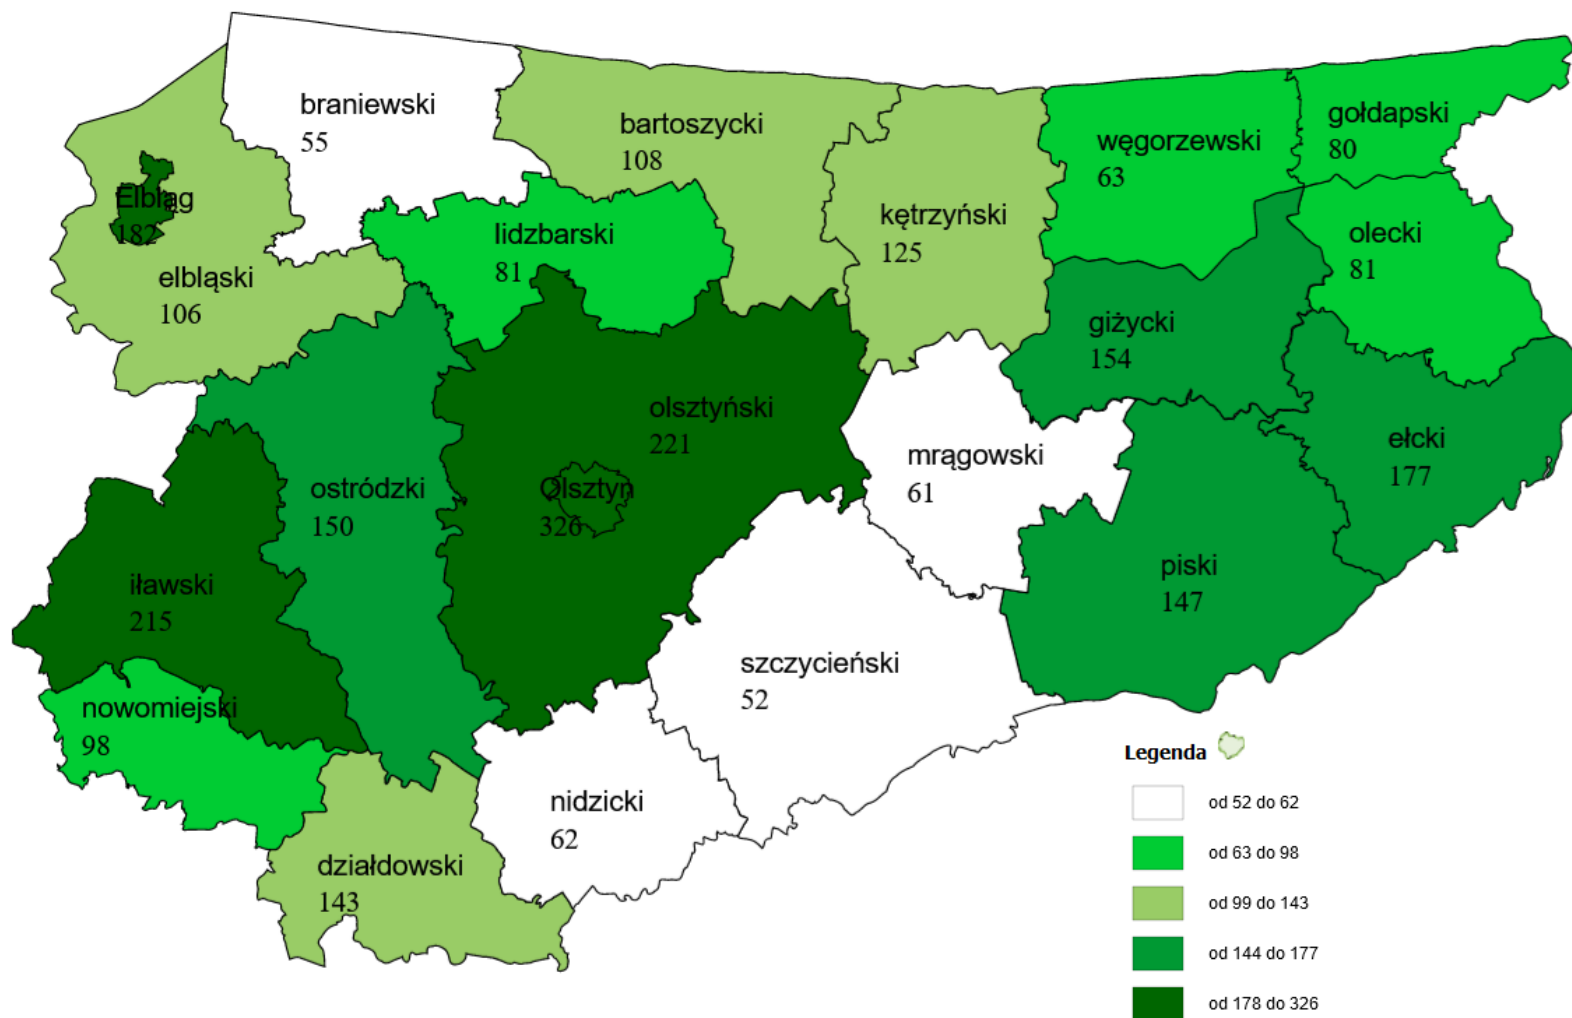 braniewski
55
bartoszycki
108
węgorzewski
63
gołdapski
80
Elbląg
182
kętrzyński
125
lidzbarski
81
olecki
81
elbląski
106
giżycki
154
olsztyński
221
ełcki
177
mrągowski
61
ostródzki
150
Olsztyn
326
iławski
215
piski
147
szczycieński
52
nowomiejski
98
nidzicki
62
działdowski
143
Legenda
od 52 do 62
od 63 do 98
od 99 do 143
od 144 do 177
od 178 do 326